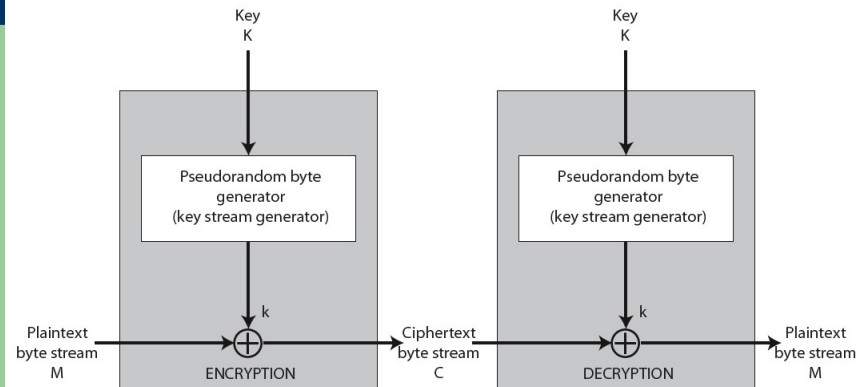 Key
K
Key
K
Pseudorandom byte
generator
(key stream generator)
Pseudorandom byte
generator
(key stream generator)
k
k
Plaintext
byte stream
M
ENCRYPTION
Ciphertext
byte stream
C
DECRYPTION
Plaintext
byte stream
M